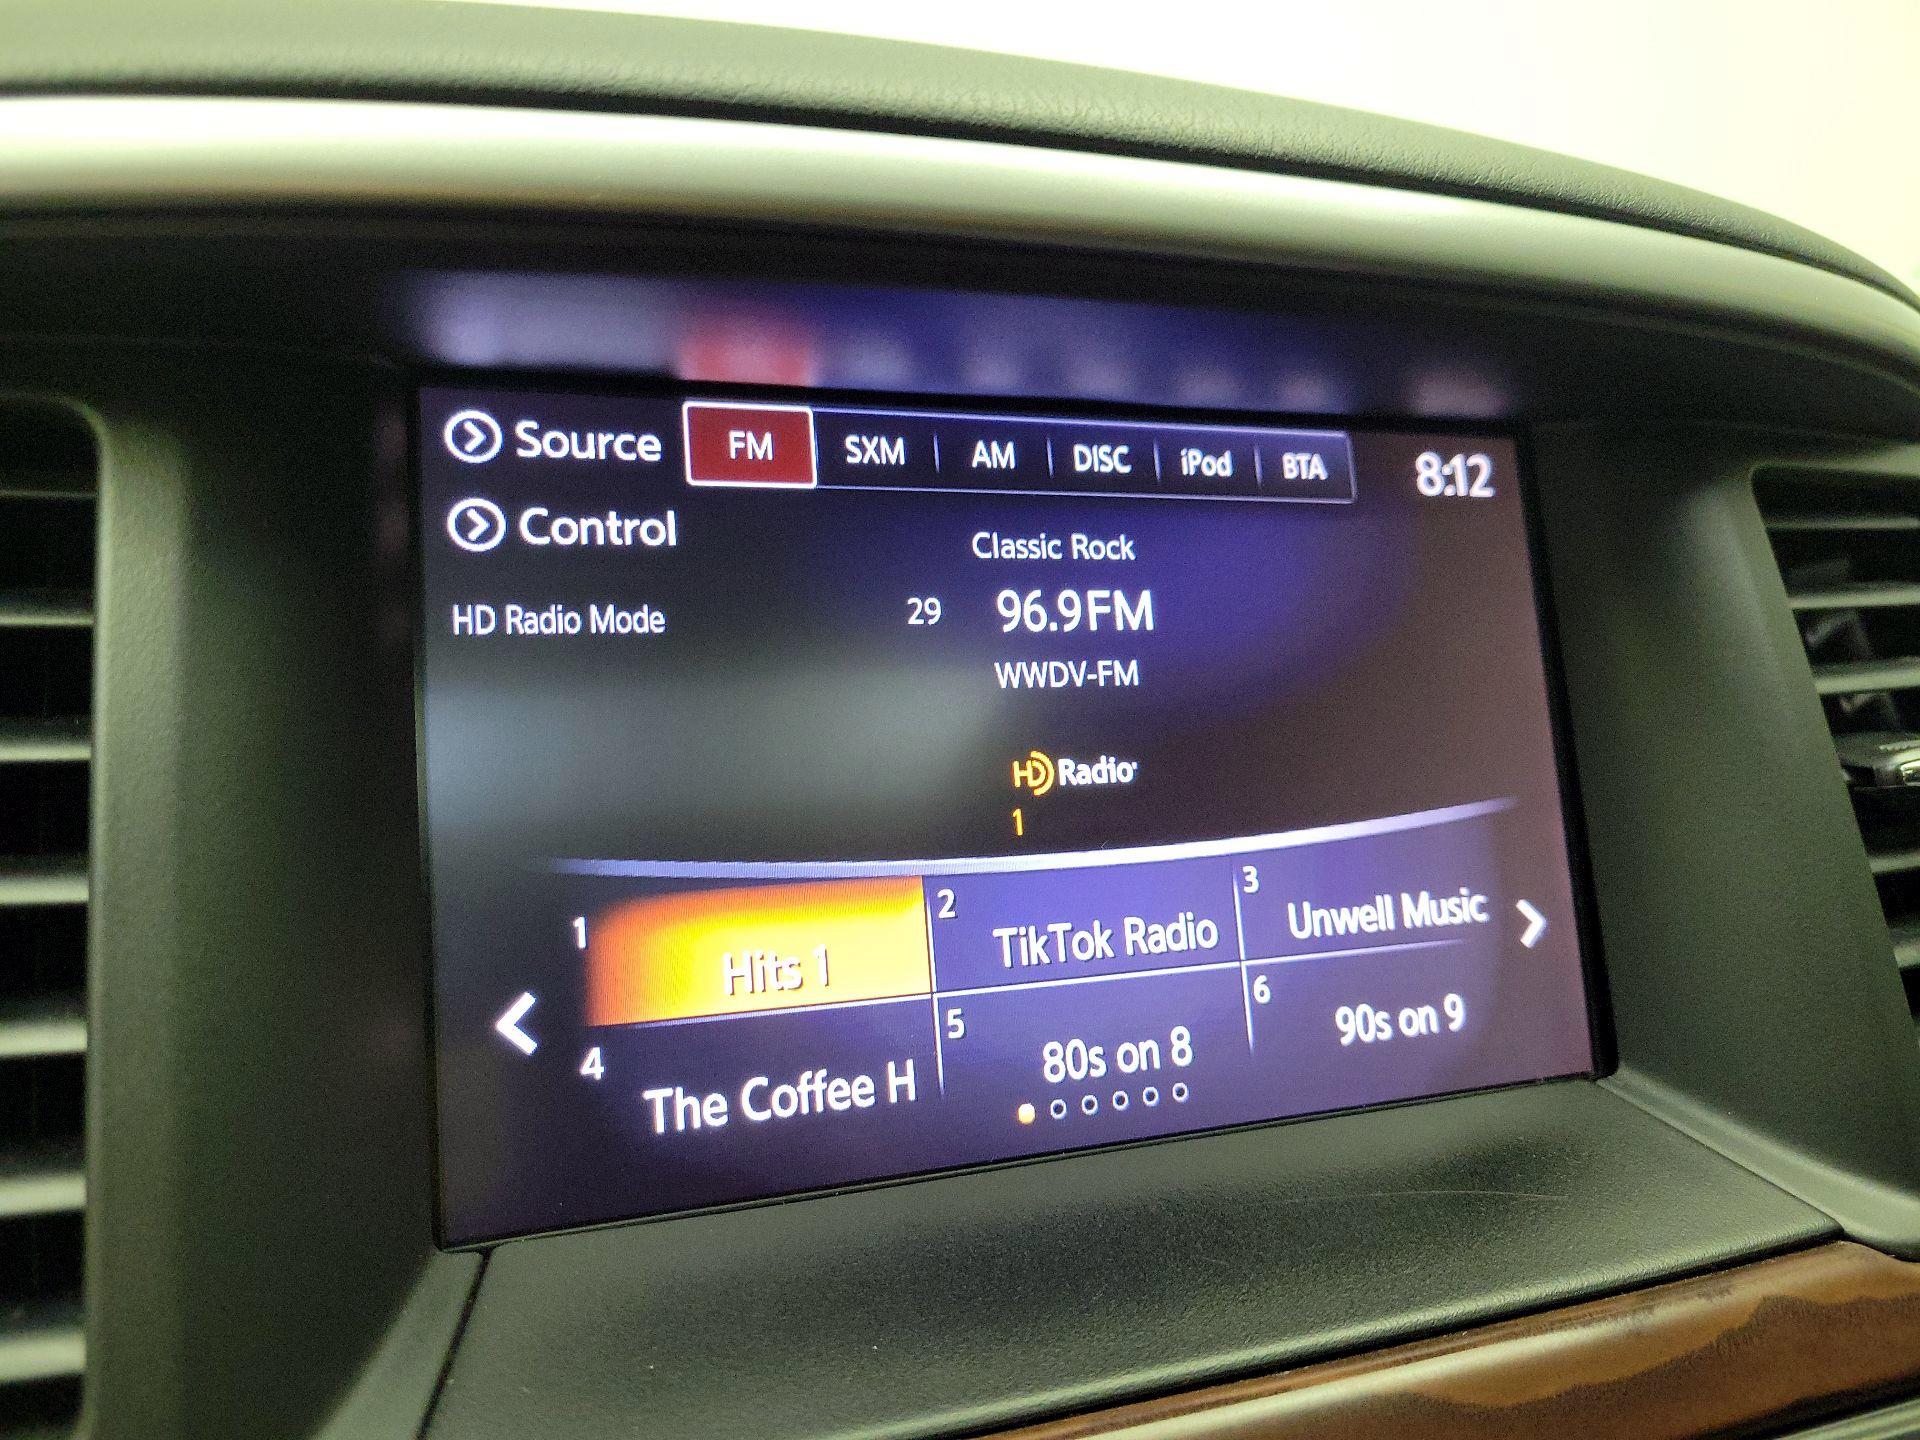 Source FM SXM AM DISC iPod BTA 8:12
Control
Classic Rock
HD Radio Mode 29 96.9FM
WWDV-FM
HD Radio
1
1 Hits 1 2 TikTok Radio 3 Unwell Music
4 The Coffee H 5 80s on 8 6 90s on 9